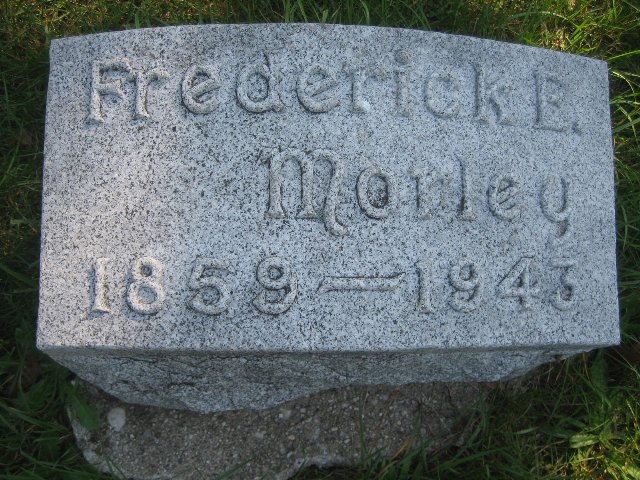 Frederick E.
Morley
1859 — 1943